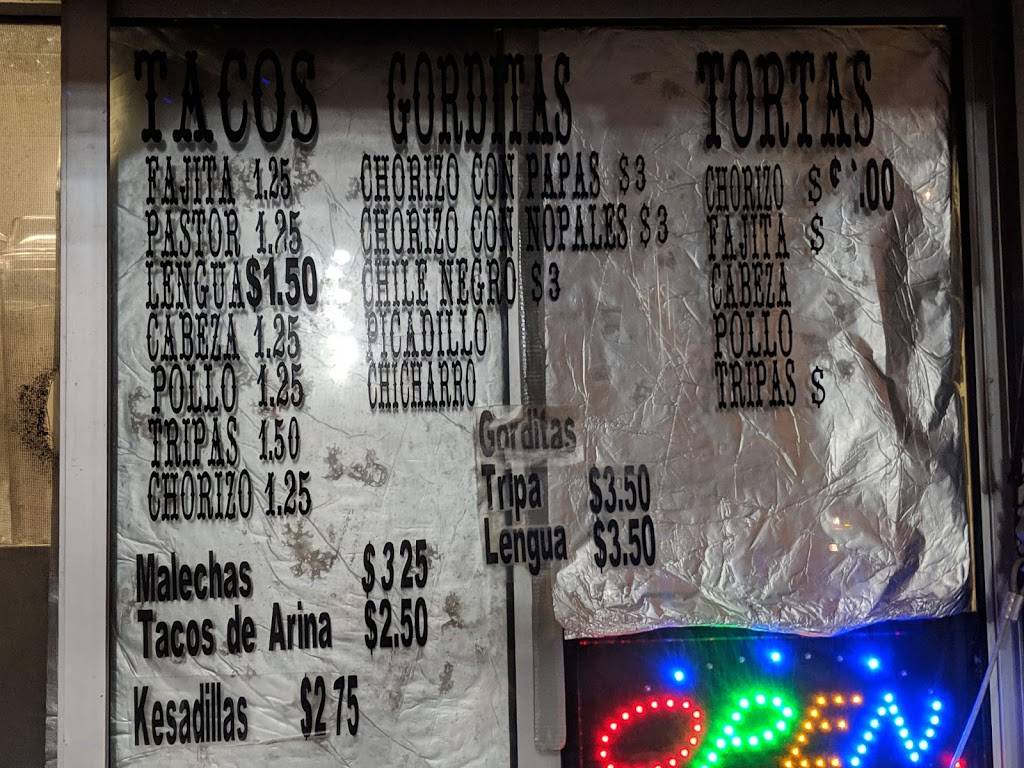 TACOS
FAJITA 1.25
PASTOR 1.25
LENGUA $1.50
CABEZA 1.25
POLLO 1.25
TRIPAS 1.50
CHORIZO 1.25
Malechas $3 25
Tacos de Arina $2.50
Kesadillas $2 75
GORDITAS
CHORIZO CON PAPAS $3
CHORIZO CON NOPALES $3
CHILE NEGRO $3
PICADILLO
CHICHARRO
Gorditas
Tripa $3.50
Lengua $3.50
TORTAS
CHORIZO $ .00
FAJITA $
CABEZA
POLLO
TRIPAS $
OPEN